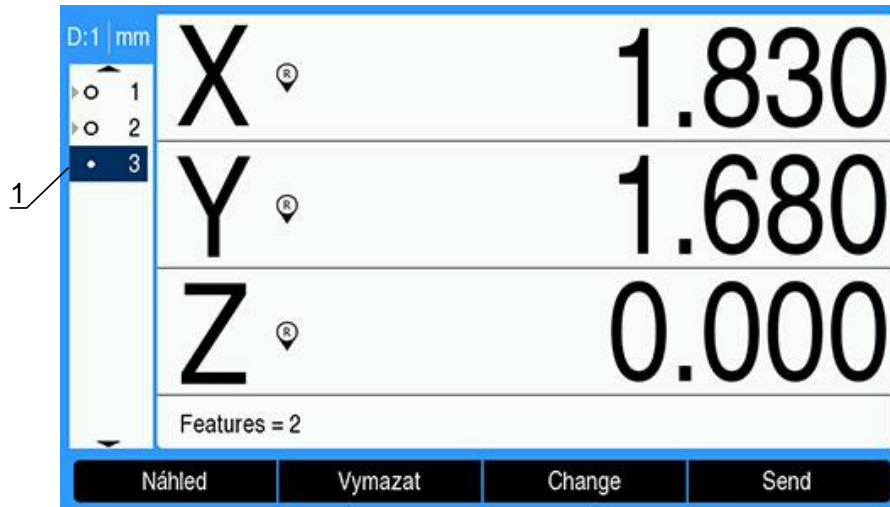 D:1 mm
1
2
3
1
X R 1.830
Y R 1.680
Z R 0.000
Features = 2
Náhled Vymazat Change Send